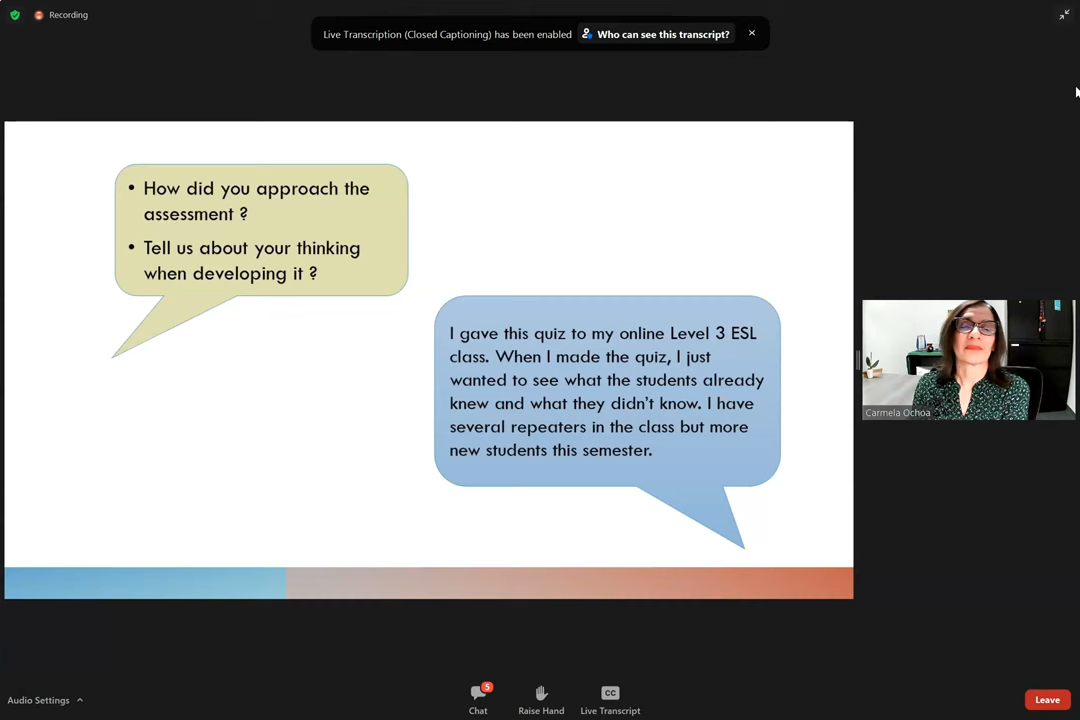 Recording
Live Transcription (Closed Captioning) has been enabled
Who can see this transcript?
• How did you approach the
assessment ?
• Tell us about your thinking
when developing it ?
I gave this quiz to my online Level 3 ESL
class. When I made the quiz, I just
wanted to see what the students already
knew and what they didn't know. I have
several repeaters in the class but more
new students this semester.
Carmela Ochoa
Audio Settings
5
Chat
Raise Hand
CC
Live Transcript
Leave